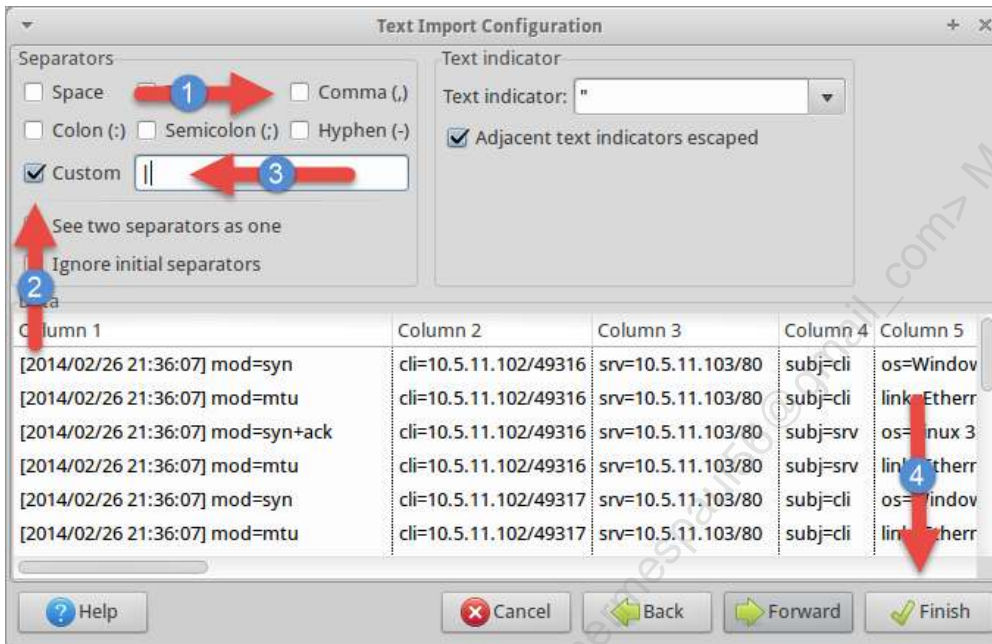 Text Import Configuration
Separators
Space
1
Comma (,)
Colon (:)
Semicolon (;)
Hyphen (-)
Custom |
3
See two separators as one
Ignore initial separators
2
Text indicator
Text indicator: "
Adjacent text indicators escaped
Column 1 Column 2 Column 3 Column 4 Column 5
[2014/02/26 21:36:07] mod=syn cli=10.5.11.102/49316 srv=10.5.11.103/80 subj=cli os=Window
[2014/02/26 21:36:07] mod=mtu cli=10.5.11.102/49316 srv=10.5.11.103/80 subj=cli
[2014/02/26 21:36:07] mod=syn+ack cli=10.5.11.102/49316 srv=10.5.11.103/80 subj=srv
[2014/02/26 21:36:07] mod=mtu cli=10.5.11.102/49316 srv=10.5.11.103/80 subj=srv
[2014/02/26 21:36:07] mod=syn cli=10.5.11.102/49317 srv=10.5.11.103/80 subj=cli
[2014/02/26 21:36:07] mod=mtu cli=10.5.11.102/49317 srv=10.5.11.103/80 subj=cli
4
Help
Cancel
Back
Forward
Finish